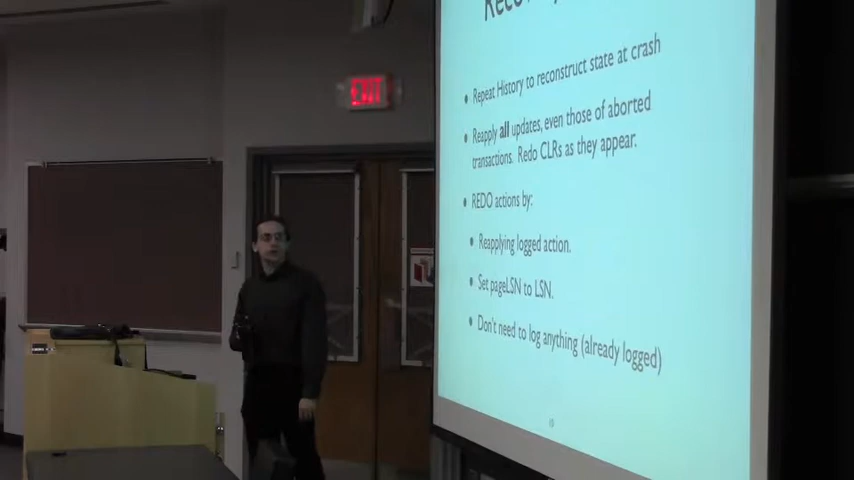 EXIT
• Repeat History to reconstruct state at crash
• Reapply all updates, even those of aborted
transactions. Redo CLRs as they appear.
• REDO actions by:
• Reapplying logged action.
• Set pageLSN to LSN.
• Don't need to log anything (already logged)